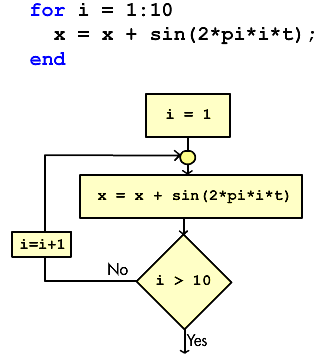 for i = 1:10
x = x + sin(2*pi*i*t);
end
i = 1
x = x + sin(2*pi*i*t)
i=i+1
No
i > 10
Yes